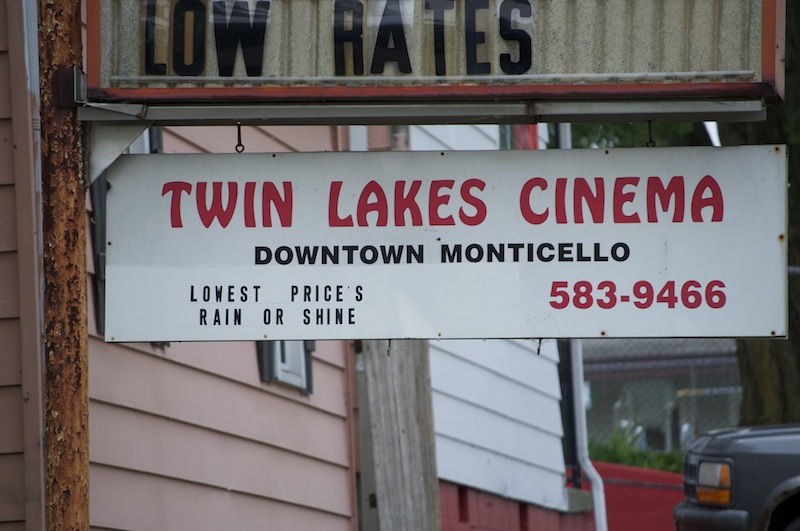 LOW RATES
TWIN LAKES CINEMA
DOWNTOWN MONTICELLO
LOWEST PRICE'S
RAIN OR SHINE
583-9466